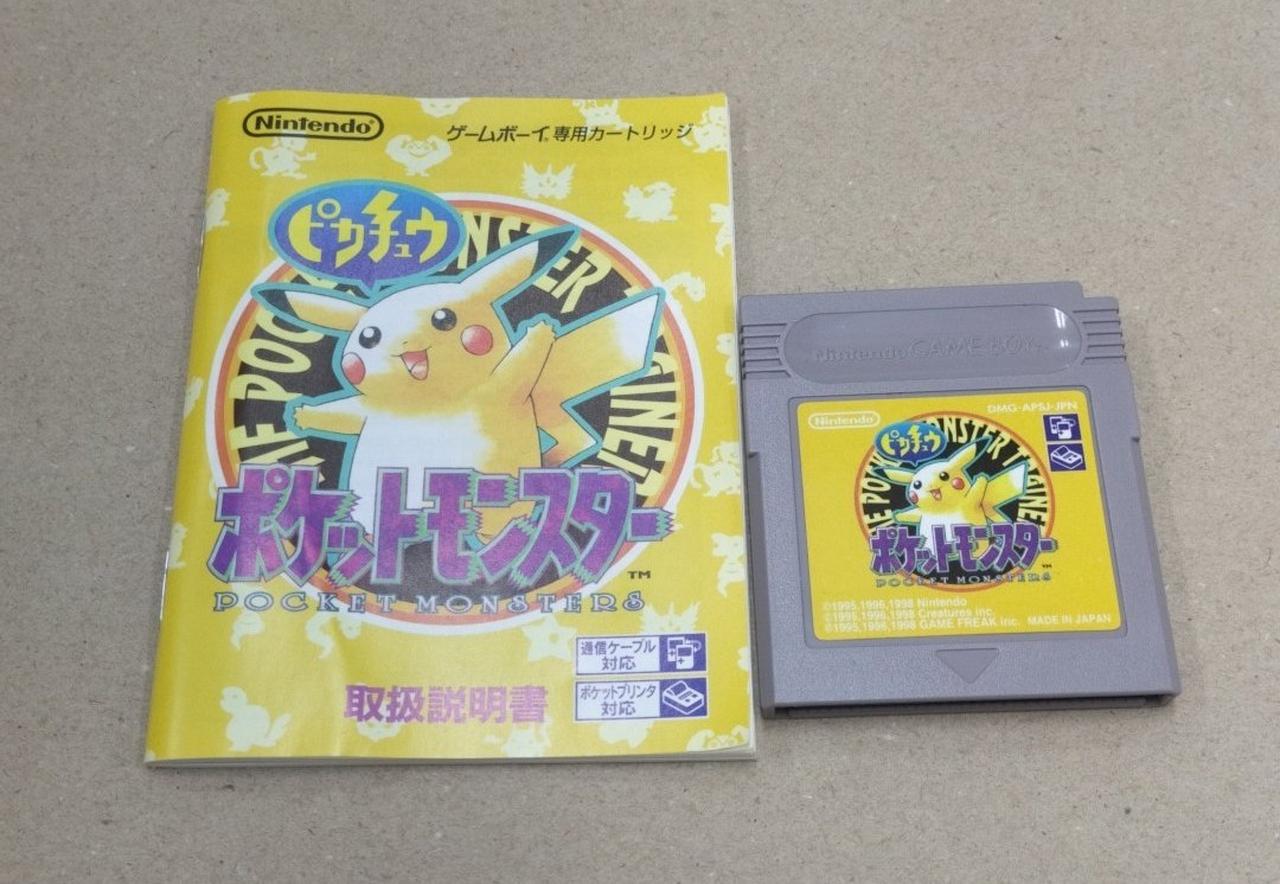 Nintendo
ゲームボーイ専用カートリッジ
ピカチュウ
ポケットモンスター
TM
POCKET MONSTERS
通信ケーブル
対応
ポケットプリンタ
対応
取扱説明書
Nintendo GAME BOY
Nintendo
DMG-APSJ-JPN
ピカチュウ
ポケットモンスター
TM
POCKET MONSTERS
©1995,1996,1998 Nintendo
©1995,1996,1998 Creatures inc.
©1995,1996,1998 GAME FREAK inc. MADE IN JAPAN